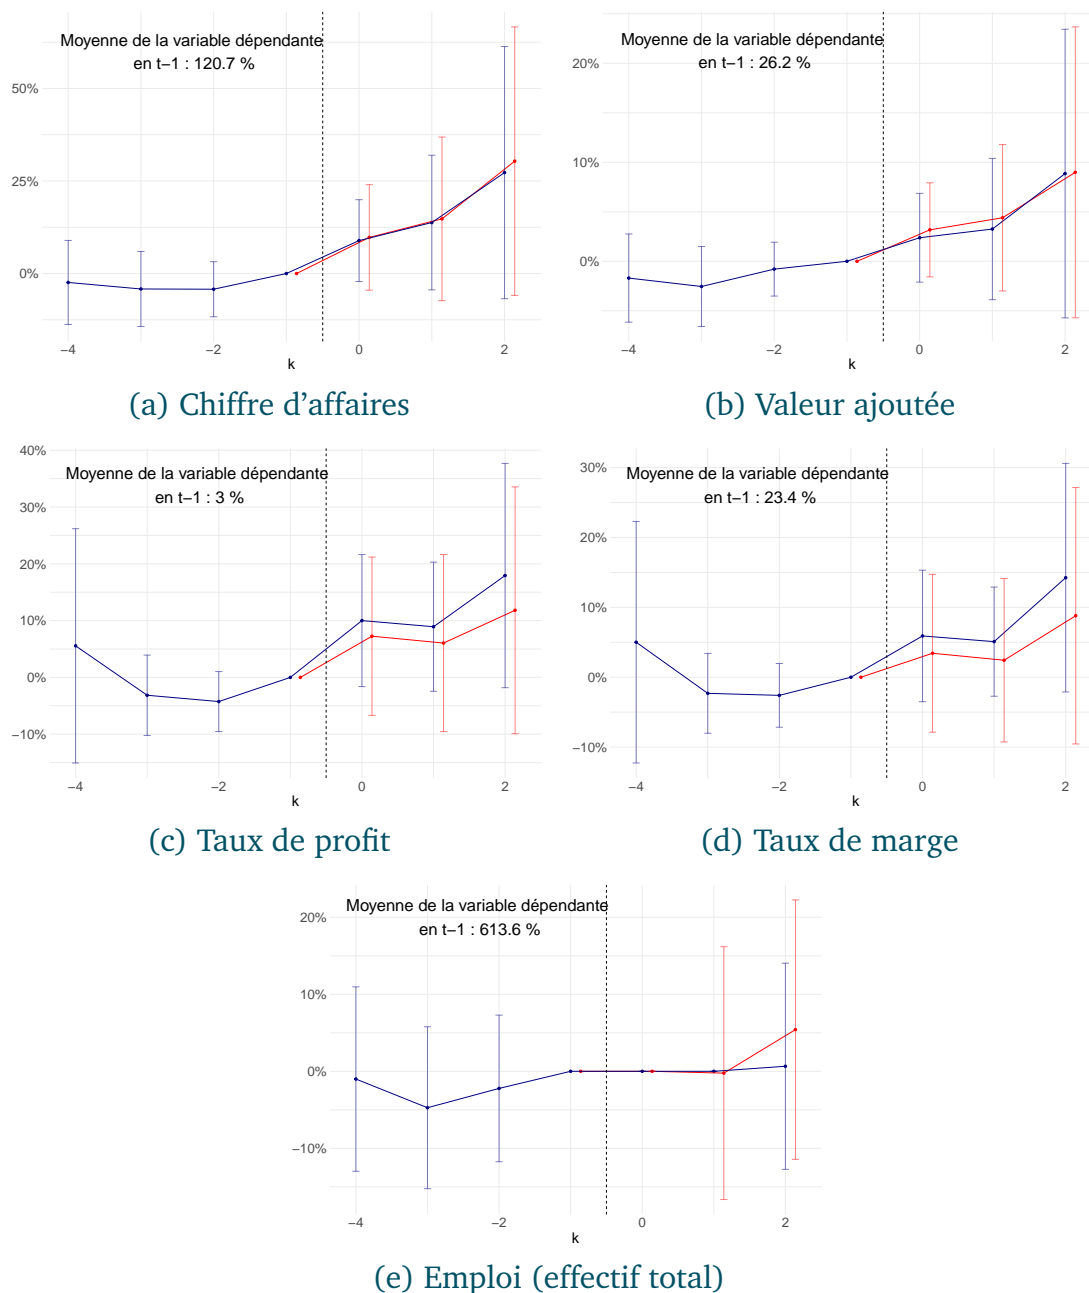 Moyenne de la variable dépendante
en t−1 : 120.7 %
50%
25%
0%
−4
−2
0
2
k
(a) Chiffre d'affaires
Moyenne de la variable dépendante
en t−1 : 26.2 %
20%
10%
0%
−4
−2
0
2
k
(b) Valeur ajoutée
40%
Moyenne de la variable dépendante
en t−1 : 3 %
30%
20%
10%
0%
−10%
−4
−2
0
2
k
(c) Taux de profit
30%
Moyenne de la variable dépendante
en t−1 : 23.4 %
20%
10%
0%
−10%
−4
−2
0
2
k
(d) Taux de marge
Moyenne de la variable dépendante
20%
en t−1 : 613.6 %
10%
0%
−10%
−4
−2
0
2
k
(e) Emploi (effectif total)